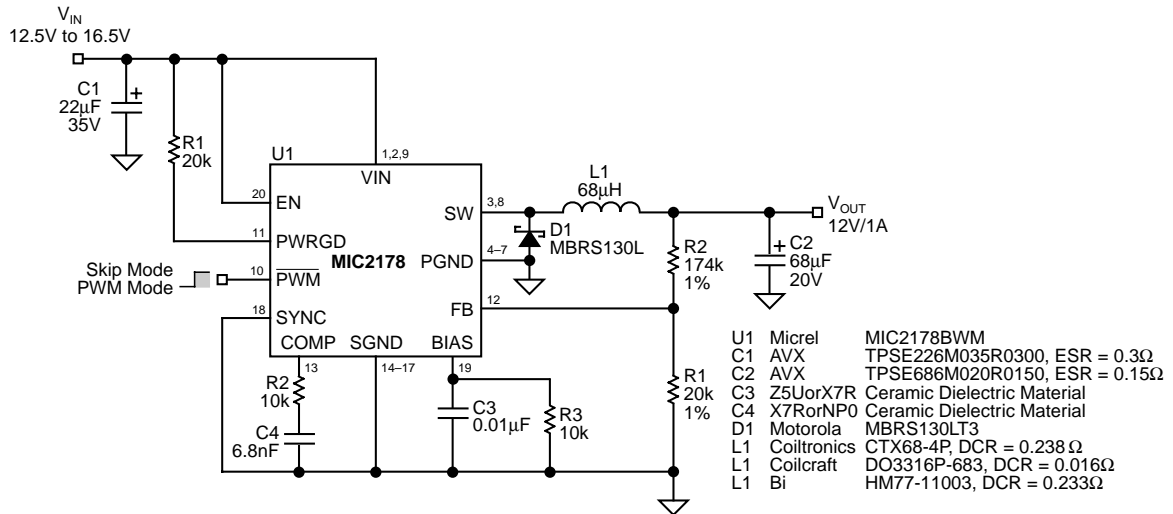 VIN
12.5V to 16.5V
C1
22µF
35V
R1
20k
U1
1,2,9
VIN
20
EN
11
PWRGD
MIC2178
10
PWM
Skip Mode
PWM Mode
18
SYNC
COMP
SGND
BIAS
13
14–17
19
SW
3,8
PGND
4–7
FB
12
L1
68µH
D1
MBRS130L
R2
174k
1%
VOUT
12V/1A
C2
68µF
20V
R1
20k
1%
R2
10k
C4
6.8nF
C3
0.01µF
R3
10k
U1 Micrel MIC2178BWM
C1 AVX TPSE226M035R0300, ESR = 0.3Ω
C2 AVX TPSE686M020R0150, ESR = 0.15Ω
C3 Z5UorX7R Ceramic Dielectric Material
C4 X7RorNP0 Ceramic Dielectric Material
D1 Motorola MBRS130LT3
L1 Coiltronics CTX68-4P, DCR = 0.238Ω
L1 Coilcraft DO3316P-683, DCR = 0.016Ω
L1 Bi HM77-11003, DCR = 0.233Ω